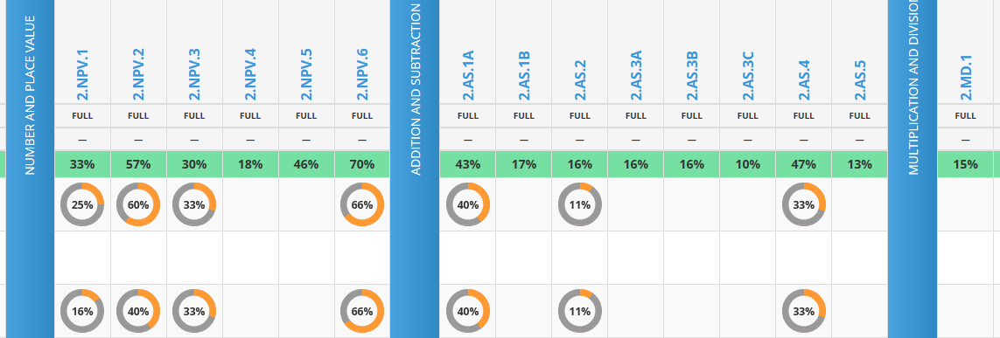 NUMBER AND PLACE VALUE
2.NPV.1 2.NPV.2 2.NPV.3 2.NPV.4 2.NPV.5 2.NPV.6
ADDITION AND SUBTRACTION
2.AS.1A 2.AS.1B 2.AS.2 2.AS.3A 2.AS.3B 2.AS.3C 2.AS.4 2.AS.5
MULTIPLICATION AND DIVISION
2.MD.1
FULL FULL FULL FULL FULL FULL FULL FULL FULL FULL FULL FULL FULL FULL FULL
— — — — — — — — — — — — — — —
33% 57% 30% 18% 46% 70% 43% 17% 16% 16% 16% 10% 47% 13% 15%
25% 60% 33% 66% 40% 11% 33%
16% 40% 33% 66% 40% 11% 33%